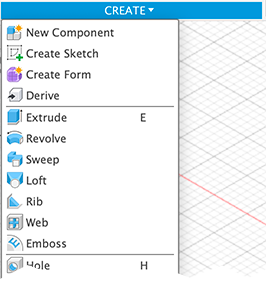 CREATE
New Component
Create Sketch
Create Form
Derive
Extrude E
Revolve
Sweep
Loft
Rib
Web
Emboss
Hole H